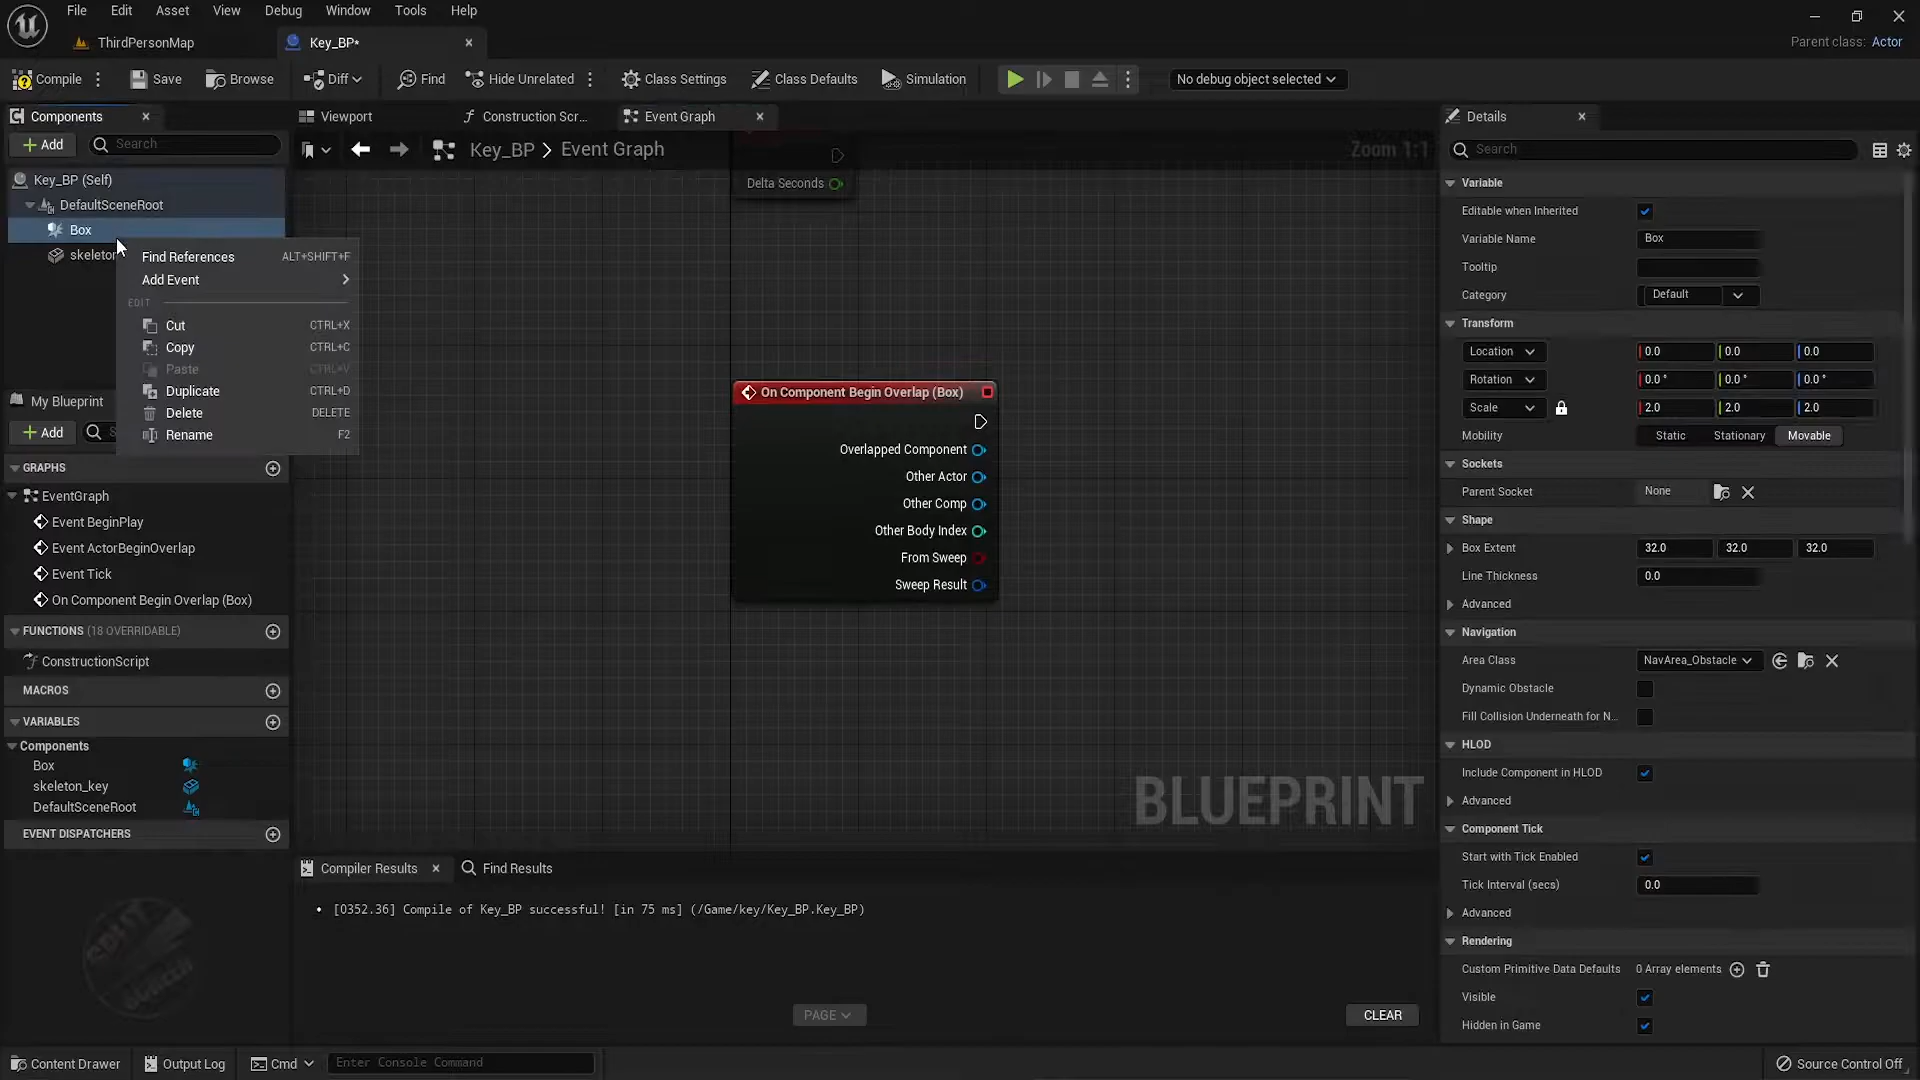 File Edit Asset View Debug Window Tools Help
ThirdPersonMap
Key_BP*
Parent class: Actor
Compile
Save
Browse
Diff
Find
Hide Unrelated
Class Settings
Class Defaults
Simulation
No debug object selected
Components
Viewport
Construction Scr...
Event Graph
Details
Add
Search
Key_BP > Event Graph
Zoom 1:1
Search
Key_BP (Self)
DefaultSceneRoot
Box
skeleton
Find References ALT+SHIFT+F
Add Event
EDIT
Cut CTRL+X
Copy CTRL+C
Paste CTRL+V
Duplicate CTRL+D
Delete DELETE
Rename F2
My Blueprint
Add
GRAPHS
EventGraph
Event BeginPlay
Event ActorBeginOverlap
Event Tick
On Component Begin Overlap (Box)
FUNCTIONS (18 OVERRIDABLE)
ConstructionScript
MACROS
VARIABLES
Components
Box
skeleton_key
DefaultSceneRoot
EVENT DISPATCHERS
Delta Seconds
On Component Begin Overlap (Box)
Overlapped Component
Other Actor
Other Comp
Other Body Index
From Sweep
Sweep Result
BLUEPRINT
Compiler Results
Find Results
• [0352.36] Compile of Key_BP successful! [in 75 ms] (/Game/key/Key_BP.Key_BP)
PAGE
CLEAR
Variable
Editable when Inherited
Variable Name Box
Tooltip
Category Default
Transform
Location 0.0 0.0 0.0
Rotation 0.0 ° 0.0 ° 0.0 °
Scale 2.0 2.0 2.0
Mobility Static Stationary Movable
Sockets
Parent Socket None
Shape
Box Extent 32.0 32.0 32.0
Line Thickness 0.0
Advanced
Navigation
Area Class NavArea_Obstacle
Dynamic Obstacle
Fill Collision Underneath for N...
HLOD
Include Component in HLOD
Advanced
Component Tick
Start with Tick Enabled
Tick Interval (secs) 0.0
Advanced
Rendering
Custom Primitive Data Defaults 0 Array elements
Visible
Hidden in Game
Content Drawer
Output Log
Cmd
Enter Console Command
Source Control Off